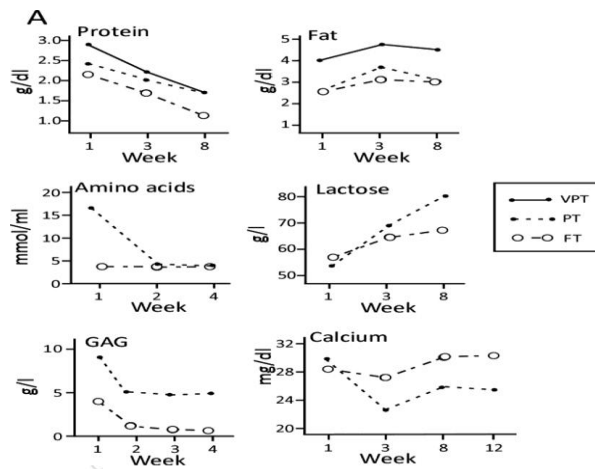 A
Protein
3.0
2.5
2.0
1.5
1.0
g/dl
1 3 8
Week
Fat
5
4
3
2
1
g/dl
1 3 8
Week
Amino acids
20
15
10
5
0
mmol/ml
1 2 4
Week
Lactose
80
70
60
50
g/l
1 3 8
Week
VPT
PT
FT
GAG
10
5
0
g/l
1 2 3 4
Week
Calcium
32
28
24
20
mg/dl
1 3 8 12
Week